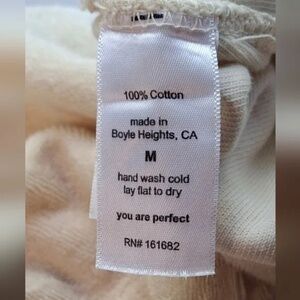 100% Cotton
made in
Boyle Heights, CA
M
hand wash cold
lay flat to dry
you are perfect
RN# 161682